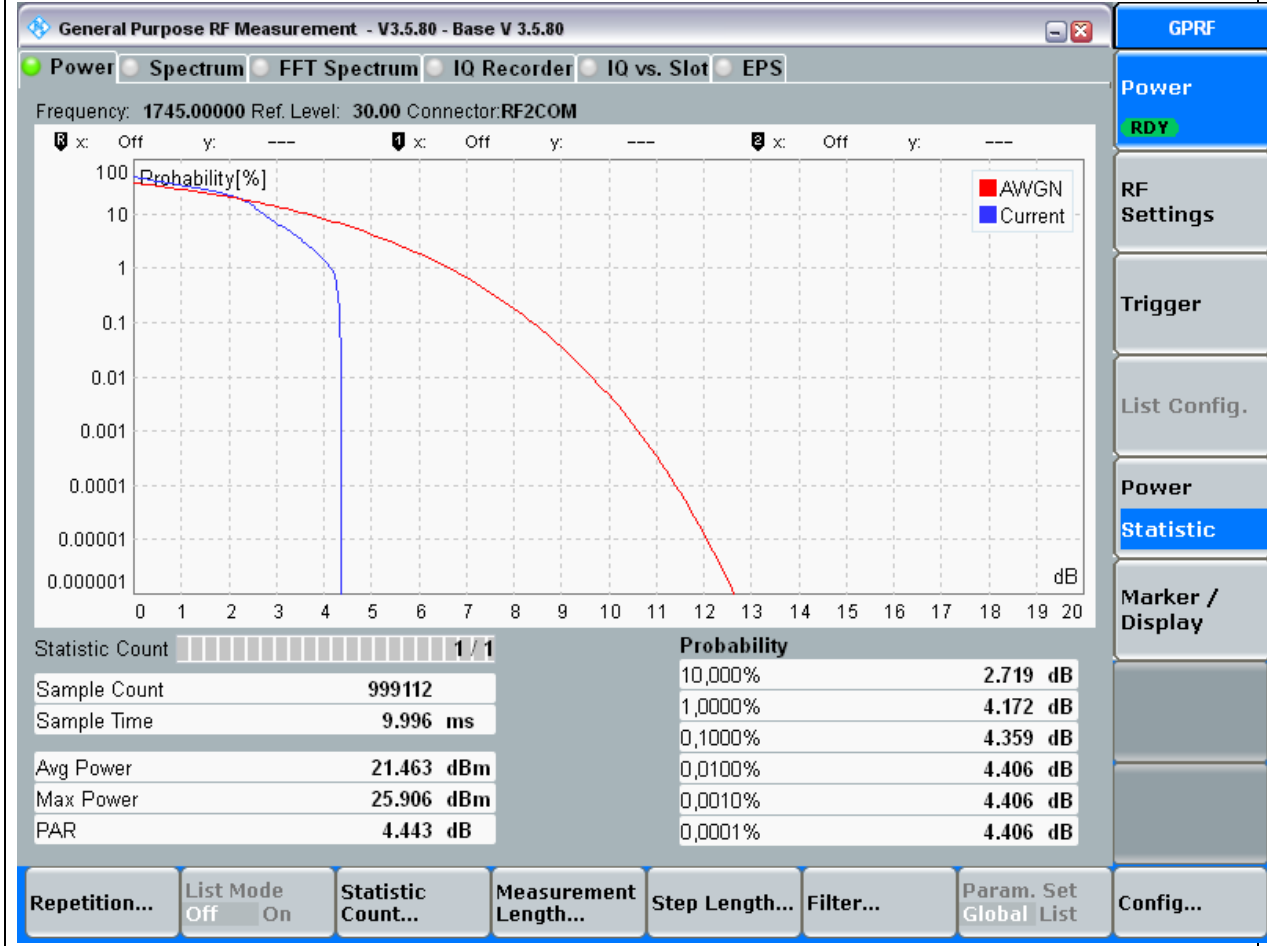 General Purpose RF Measurement - V3.5.80 - Base V 3.5.80
GPRF
Power Spectrum FFT Spectrum IQ Recorder IQ vs. Slot EPS
Frequency: 1745.00000 Ref. Level: 30.00 Connector:RF2COM
R x: Off y: --- 1 x: Off y: --- 2 x: Off y: ---
Probability[%]
100
10
1
0.1
0.01
0.001
0.0001
0.00001
0.000001
AWGN
Current
dB
0 1 2 3 4 5 6 7 8 9 10 11 12 13 14 15 16 17 18 19 20
Statistic Count 1 / 1
Sample Count 999112
Sample Time 9.996 ms
Avg Power 21.463 dBm
Max Power 25.906 dBm
PAR 4.443 dB
Probability
10,000% 2.719 dB
1,0000% 4.172 dB
0,1000% 4.359 dB
0,0100% 4.406 dB
0,0010% 4.406 dB
0,0001% 4.406 dB
Power
RDY
RF
Settings
Trigger
List Config.
Power
Statistic
Marker /
Display
Repetition...
List Mode
Off On
Statistic
Count...
Measurement
Length...
Step Length...
Filter...
Param. Set
Global List
Config...